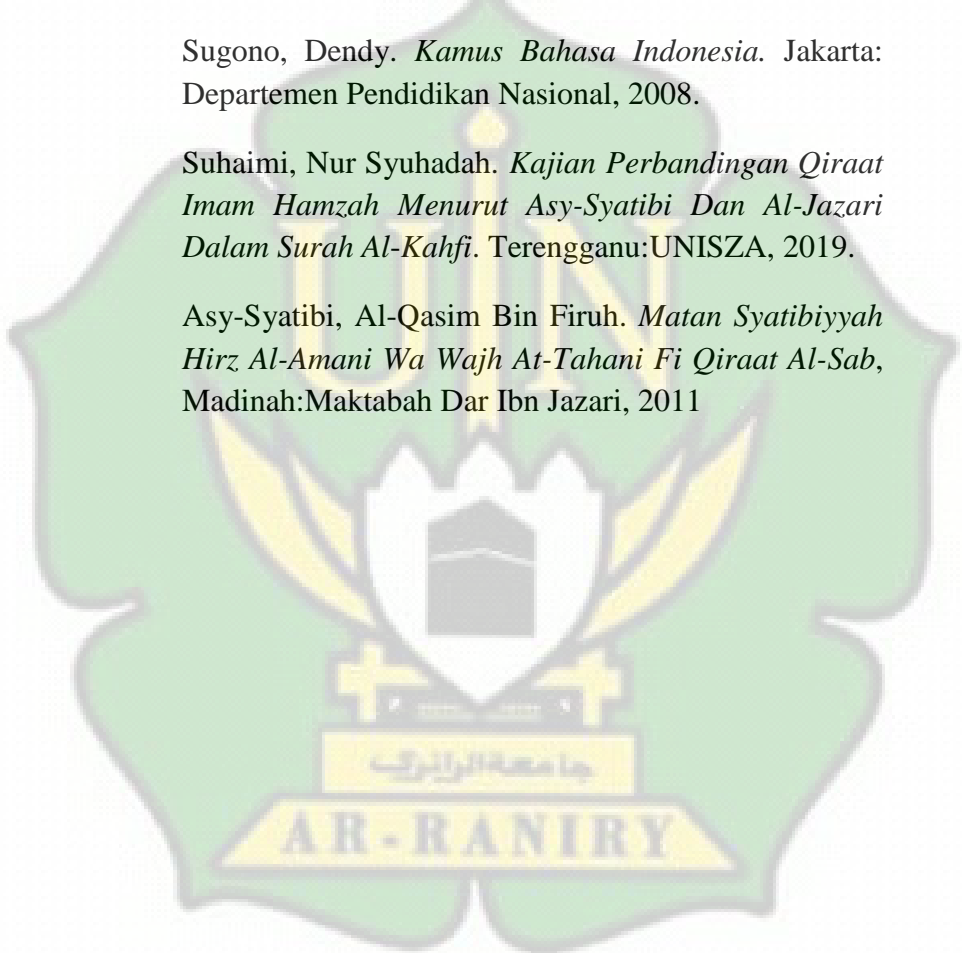 Sugono, Dendy. Kamus Bahasa Indonesia. Jakarta:
Departemen Pendidikan Nasional, 2008.
Suhaimi, Nur Syuhadah. Kajian Perbandingan Qiraat
Imam Hamzah Menurut Asy-Syatibi Dan Al-Jazari
Dalam Surah Al-Kahfi. Terengganu:UNISZA, 2019.
Asy-Syatibi, Al-Qasim Bin Firuh. Matan Syatibiyyah
Hirz Al-Amani Wa Wajh At-Tahani Fi Qiraat Al-Sab,
Madinah:Maktabah Dar Ibn Jazari, 2011
UIN
جامعة الرانري
AR-RANIRY